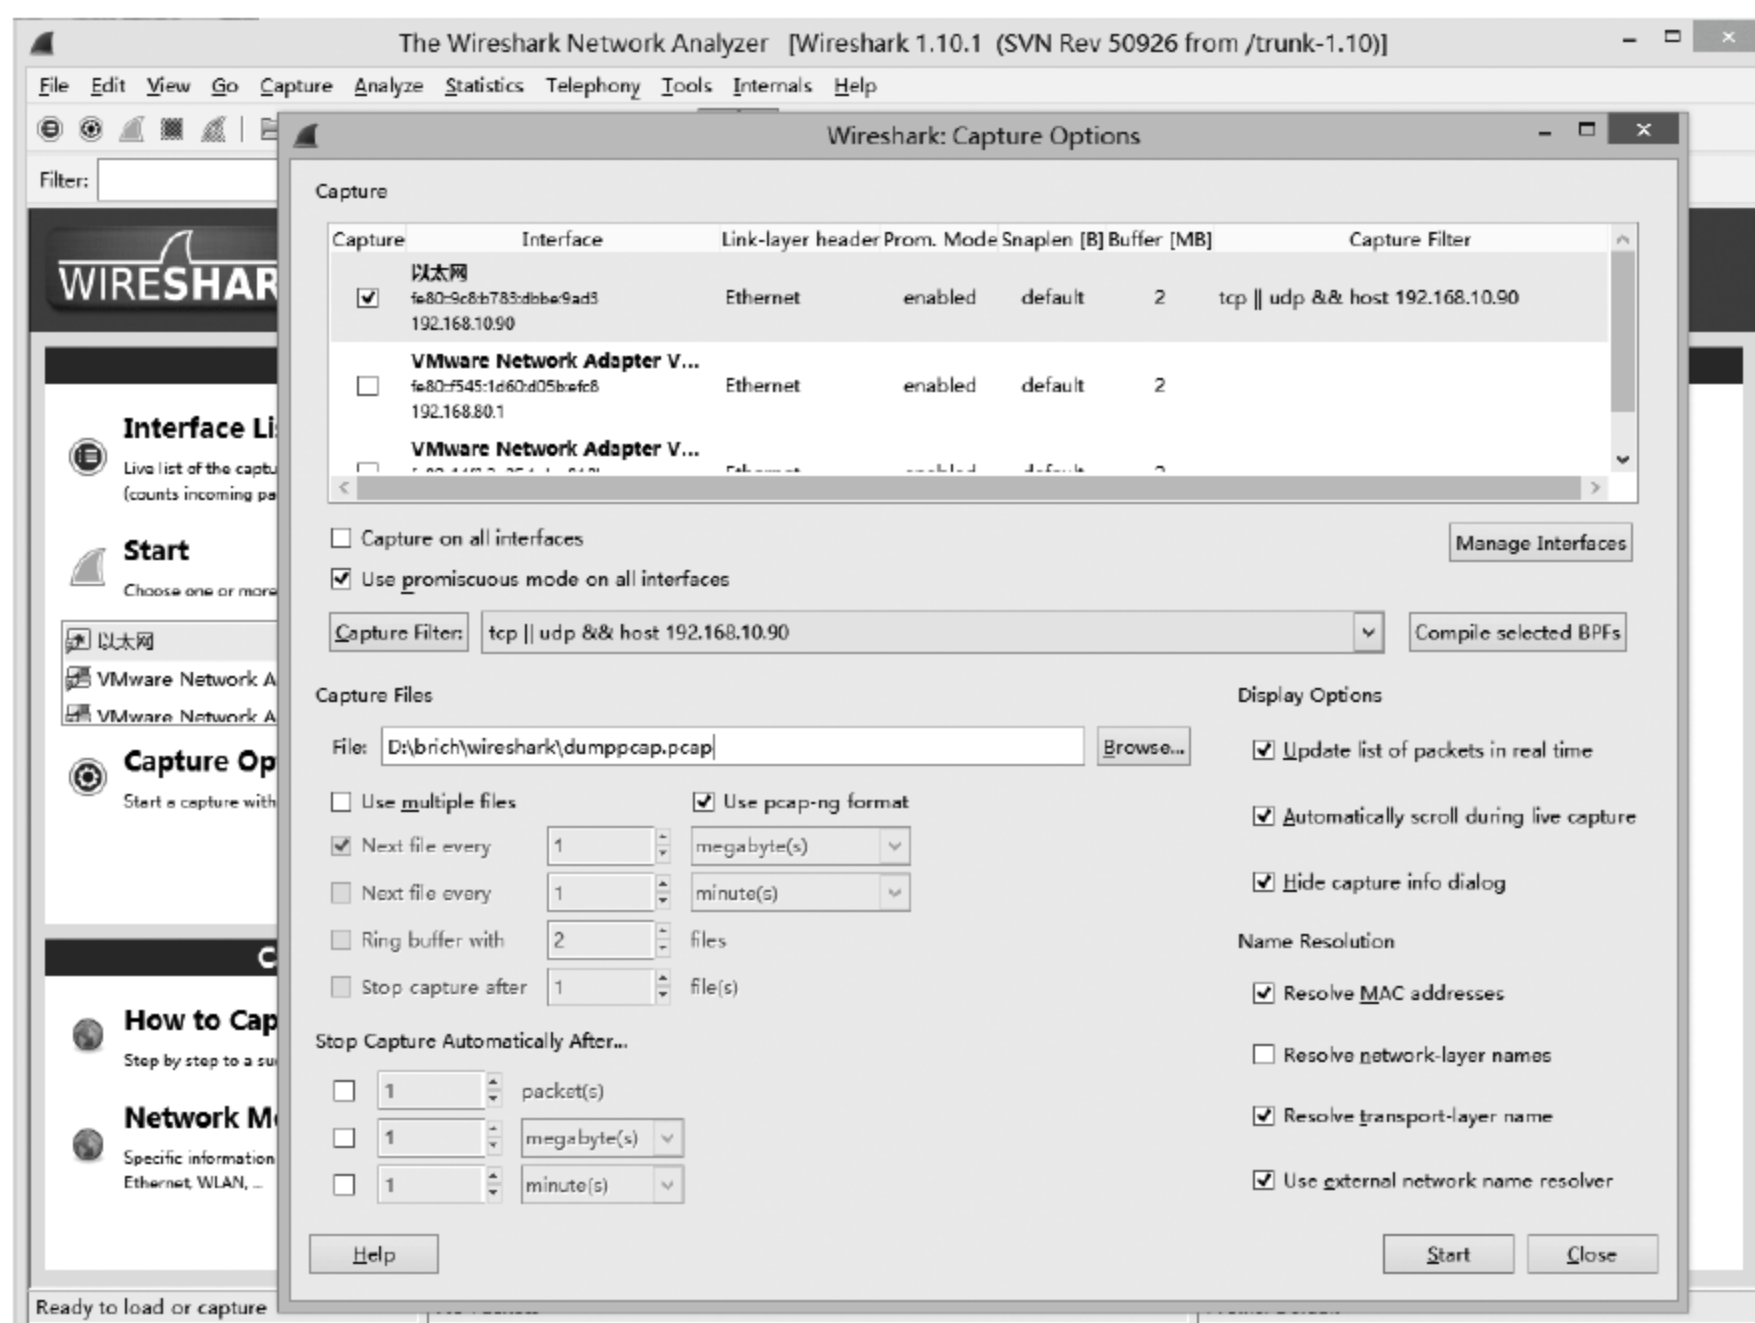 The Wireshark Network Analyzer [Wireshark 1.10.1 (SVN Rev 50926 from /trunk-1.10)]
File Edit View Go Capture Analyze Statistics Telephony Tools Internals Help
Wireshark: Capture Options
Filter:
Capture
WIRESHAR
Capture Interface Link-layer header Prom. Mode Snaplen [B] Buffer [MB] Capture Filter
以太网
fe80::9c8:b783:dbbe:9ad3 Ethernet enabled default 2 tcp || udp && host 192.168.10.90
192.168.10.90
VMware Network Adapter V...
fe80::f545:1d60:d05b:efc8 Ethernet enabled default 2
192.168.80.1
VMware Network Adapter V...
Interface Li
Live list of the captu
(counts incoming pa
Start
Choose one or more
以太网
VMware Network A
VMware Network A
Capture Op
Start a capture with
C
How to Cap
Step by step to a su
Network Me
Specific information
Ethernet, WLAN, ...
Capture on all interfaces
Manage Interfaces
Use promiscuous mode on all interfaces
Capture Filter: tcp || udp && host 192.168.10.90 Compile selected BPFs
Capture Files
File: D:\brich\wireshark\dumppcap.pcap Browse...
Use multiple files Use pcap-ng format
Next file every 1 megabyte(s)
Next file every 1 minute(s)
Ring buffer with 2 files
Stop capture after 1 file(s)
Stop Capture Automatically After...
1 packet(s)
1 megabyte(s)
1 minute(s)
Display Options
Update list of packets in real time
Automatically scroll during live capture
Hide capture info dialog
Name Resolution
Resolve MAC addresses
Resolve network-layer names
Resolve transport-layer name
Use external network name resolver
Help Start Close
Ready to load or capture